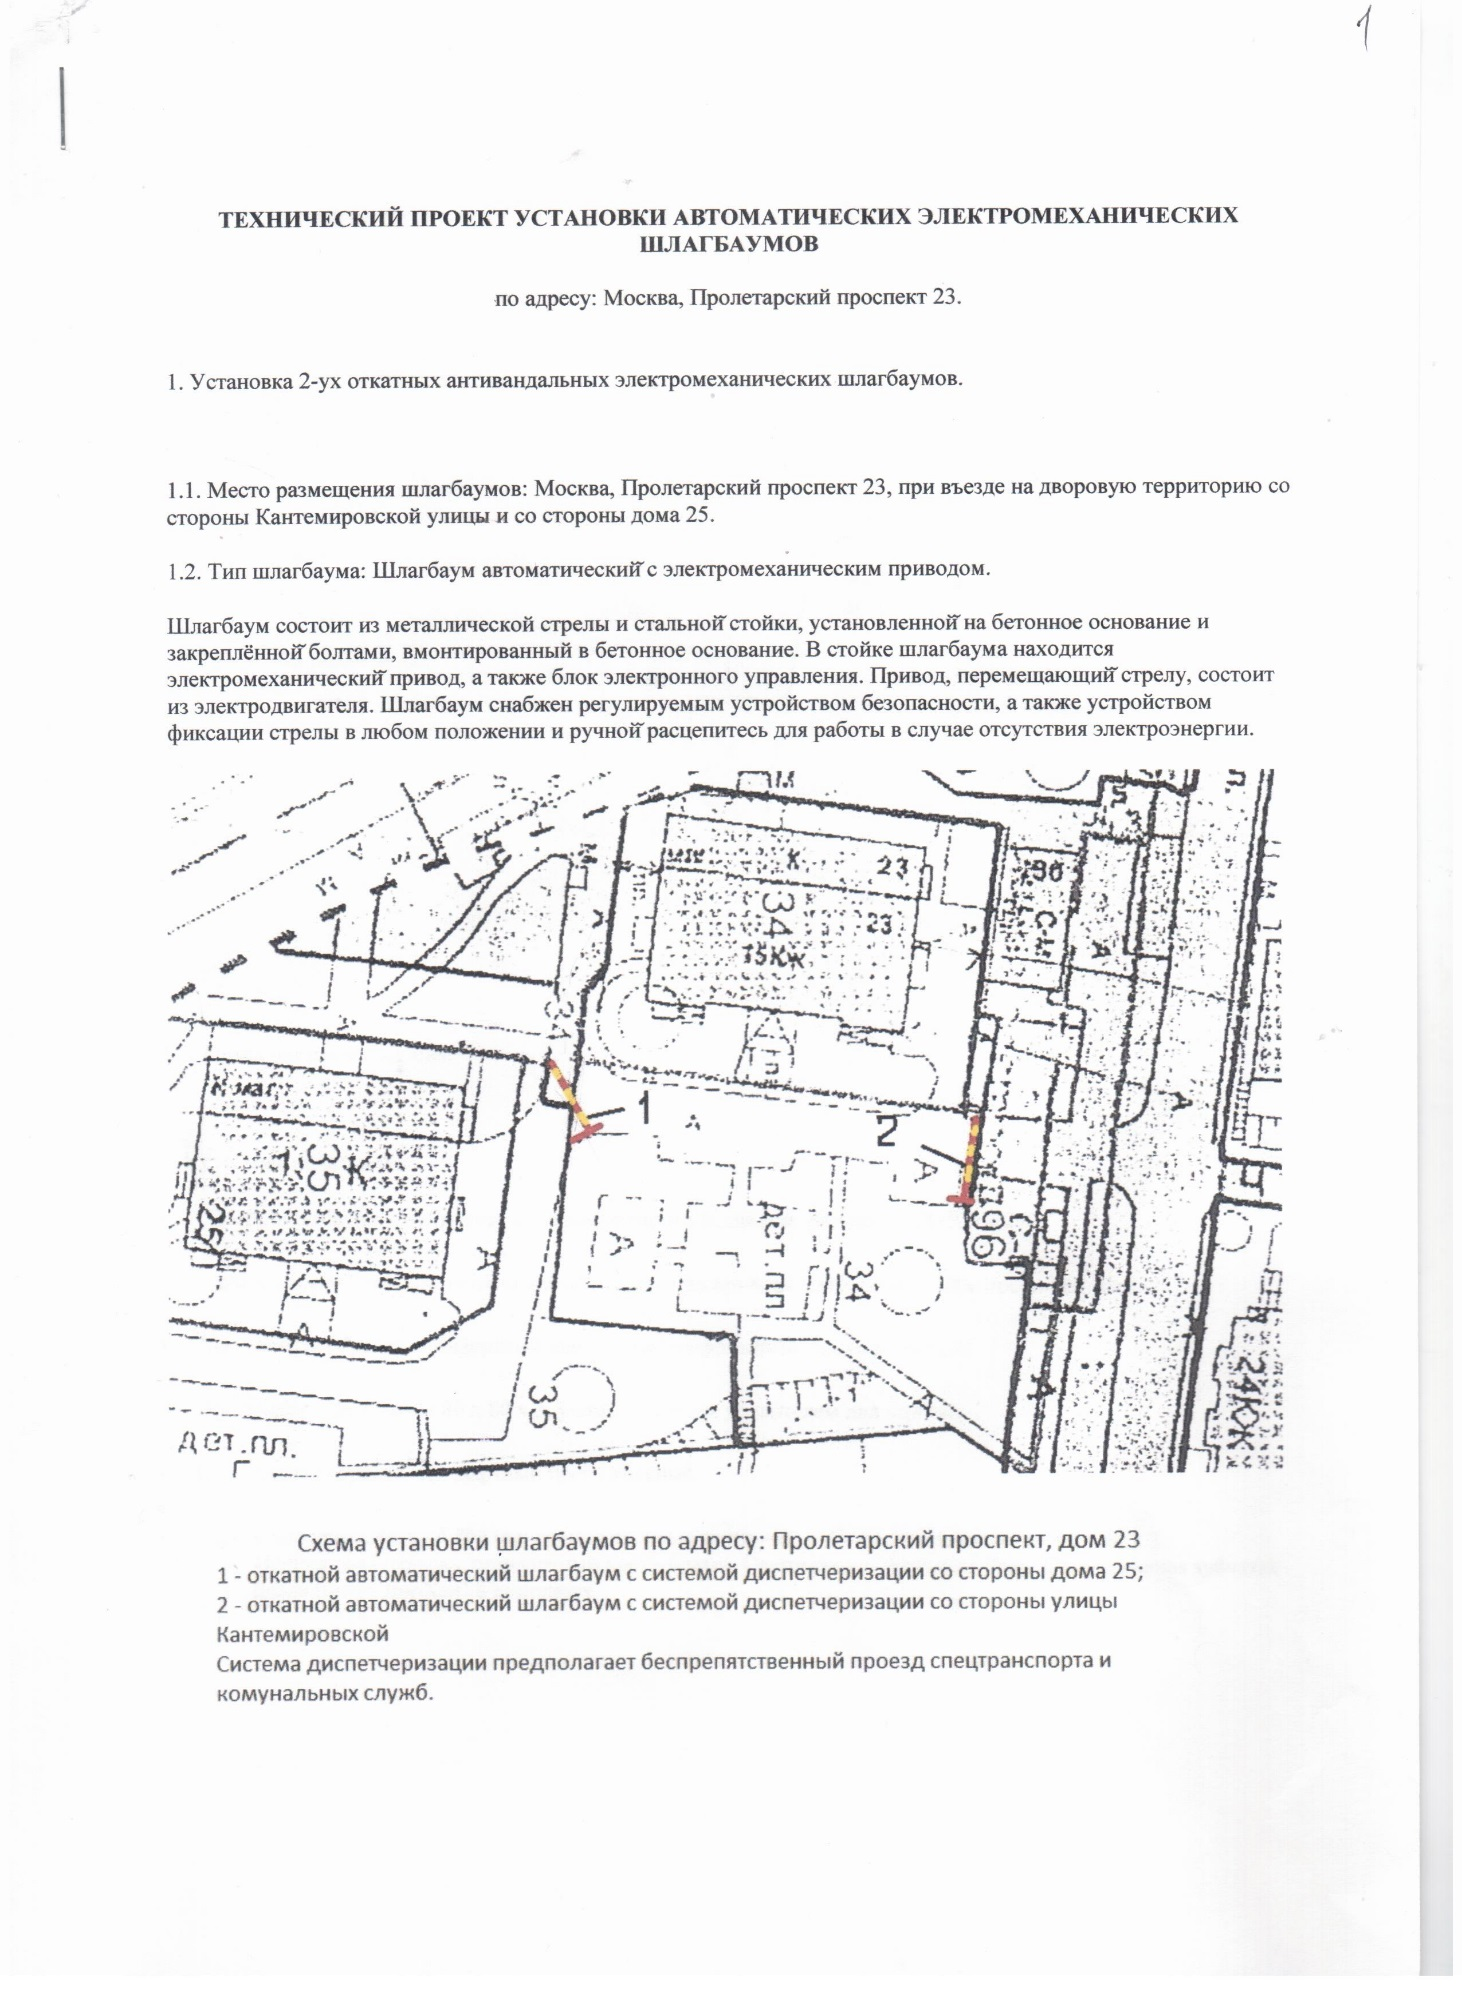 1
ТЕХНИЧЕСКИЙ ПРОЕКТ УСТАНОВКИ АВТОМАТИЧЕСКИХ ЭЛЕКТРОМЕХАНИЧЕСКИХ
ШЛАГБАУМОВ
по адресу: Москва, Пролетарский проспект 23.
1. Установка 2-ух откатных антивандальных электромеханических шлагбаумов.
1.1. Место размещения шлагбаумов: Москва, Пролетарский проспект 23, при въезде на дворовую территорию со
стороны Кантемировской улицы и со стороны дома 25.
1.2. Тип шлагбаума: Шлагбаум автоматический с электромеханическим приводом.
Шлагбаум состоит из металлической стрелы и стальной стойки, установленной на бетонное основание и
закреплённой болтами, вмонтированный в бетонное основание. В стойке шлагбаума находится
электромеханический привод, а также блок электронного управления. Привод, перемещающий стрелу, состоит
из электродвигателя. Шлагбаум снабжен регулируемым устройством безопасности, а также устройством
фиксации стрелы в любом положении и ручной расцепитесь для работы в случае отсутствия электроэнергии.
М
К
23
34
23
15КЖ
96
А
34
1
2
А
35
25
А
А
Г
дет.пл
34
96
А
35
24КЖ
дет.пл.
Г
Схема установки шлагбаумов по адресу: Пролетарский проспект, дом 23
1 - откатной автоматический шлагбаум с системой диспетчеризации со стороны дома 25;
2 - откатной автоматический шлагбаум с системой диспетчеризации со стороны улицы
Кантемировской
Система диспетчеризации предполагает беспрепятственный проезд спецтранспорта и
комунальных служб.